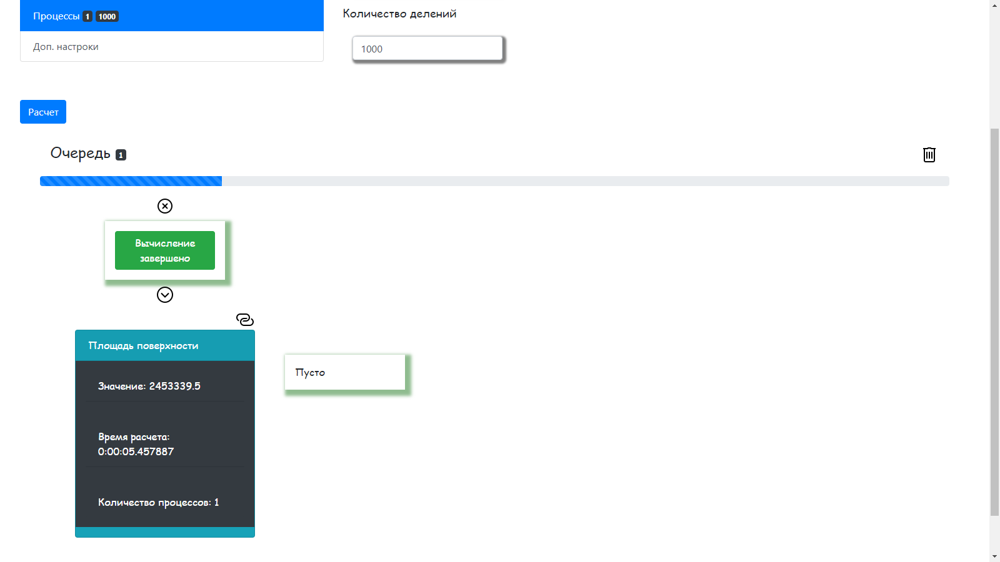 Процессы 1 1000
Доп. настроки
Количество делений
1000
Расчет
Очередь 1
Вычисление
завершено
Площадь поверхности
Значение: 2453339.5
Время расчета:
0:00:05.457887
Количество процессов: 1
Пусто